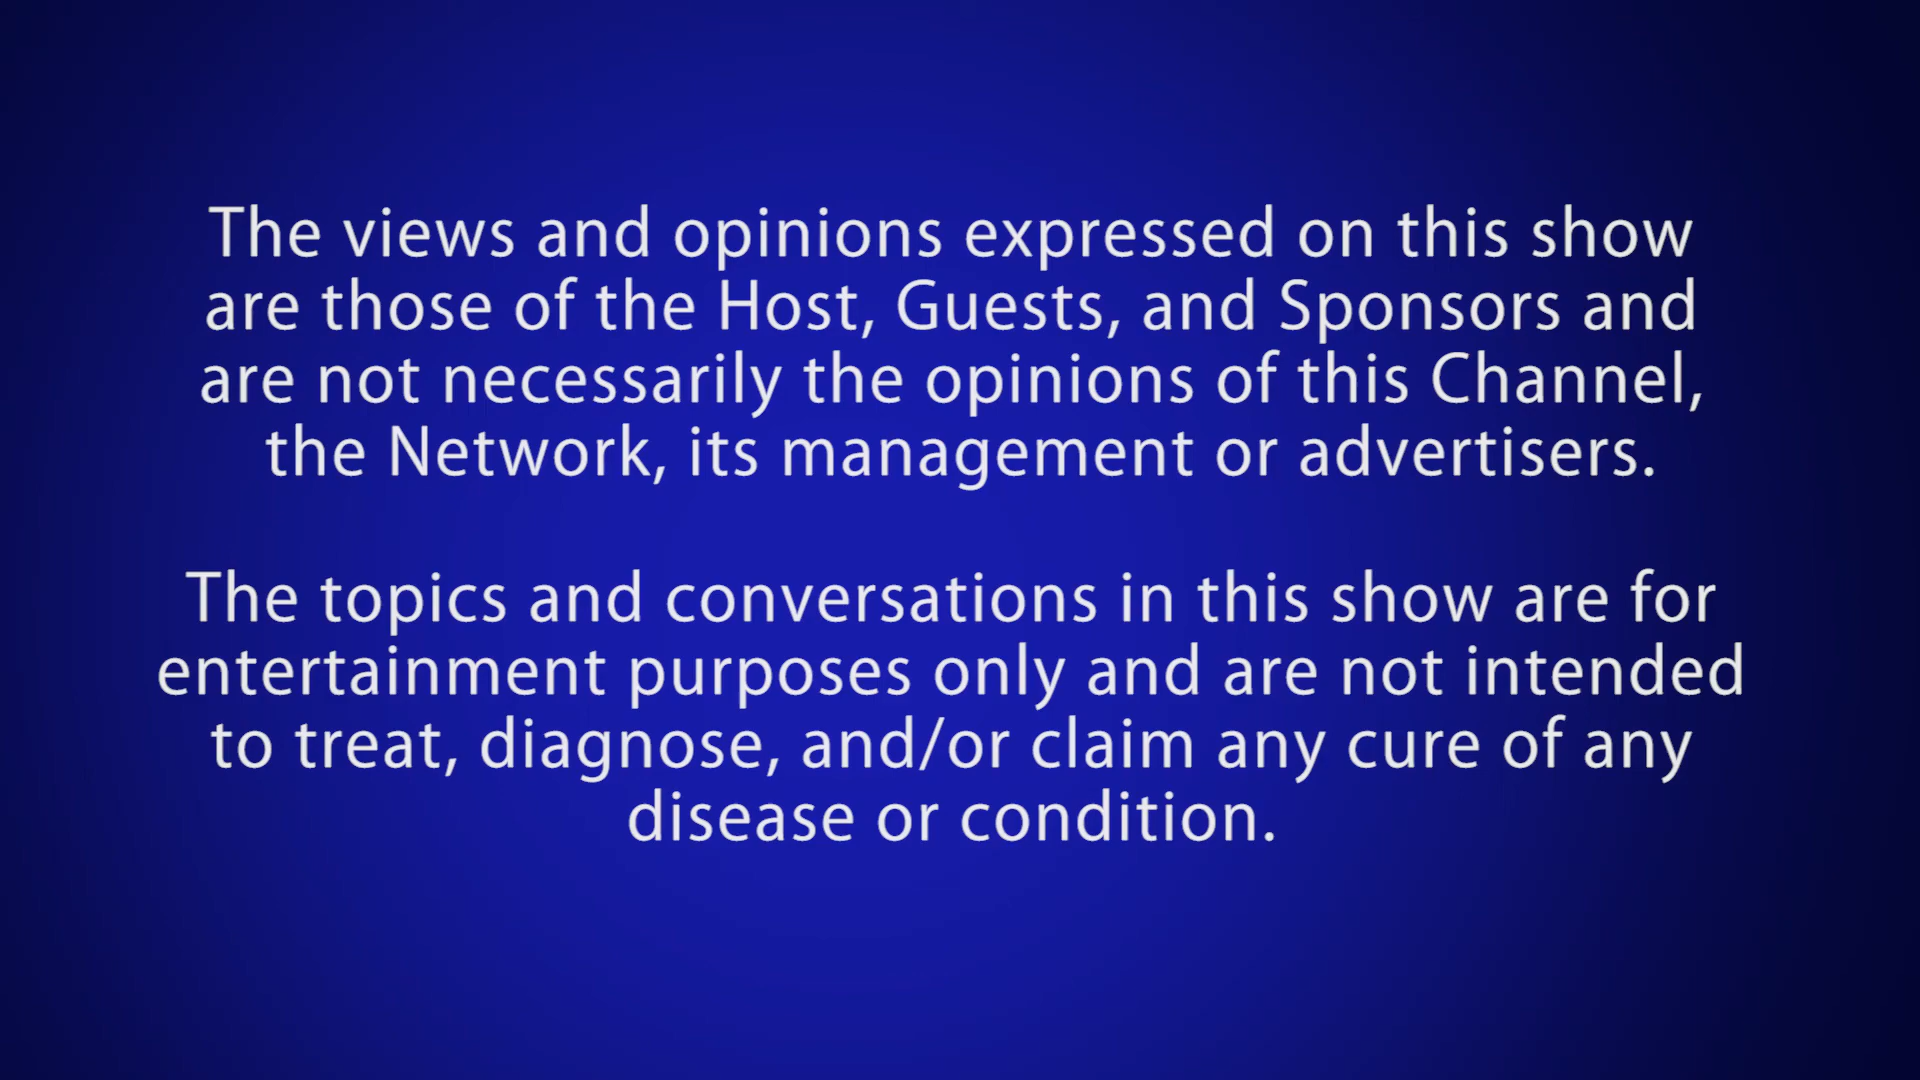 The views and opinions expressed on this show
are those of the Host, Guests, and Sponsors and
are not necessarily the opinions of this Channel,
the Network, its management or advertisers.
The topics and conversations in this show are for
entertainment purposes only and are not intended
to treat, diagnose, and/or claim any cure of any
disease or condition.